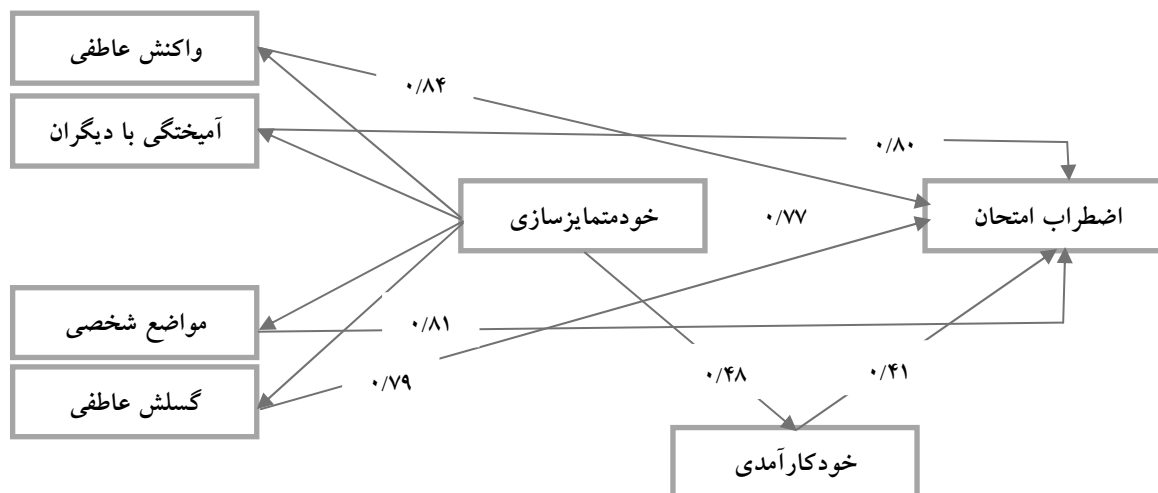 واکنش عاطفی
۰/۸۴
آمیختگی با دیگران
۰/۸۰
خودمتمایزسازی
۰/۷۷
اضطراب امتحان
مواضع شخصی
۰/۸۱
گسلش عاطفی
۰/۷۹
۰/۴۸
۰/۴۱
خودکارآمدی